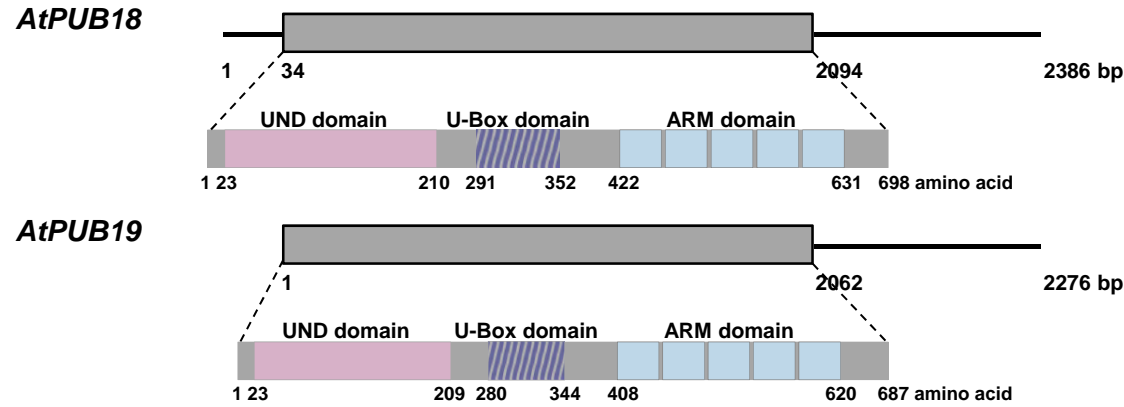 AtPUB18
1 34 2094 2386 bp
UND domain U-Box domain ARM domain
1 23 210 291 352 422 631 698 amino acid
AtPUB19
1 2062 2276 bp
UND domain U-Box domain ARM domain
1 23 209 280 344 408 620 687 amino acid